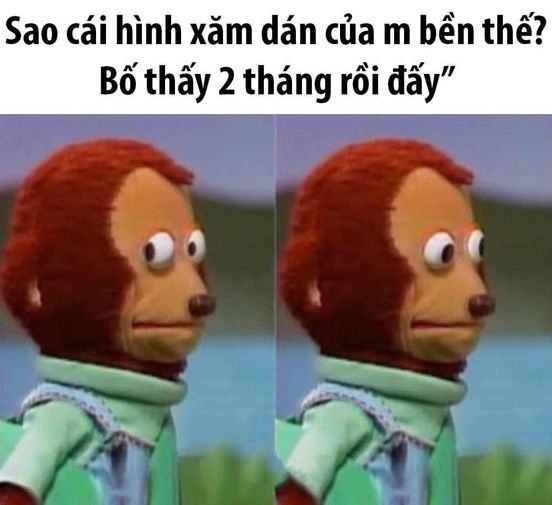 Sao cái hình xăm dán của m bền thế?
Bố thấy 2 tháng rồi đấy”